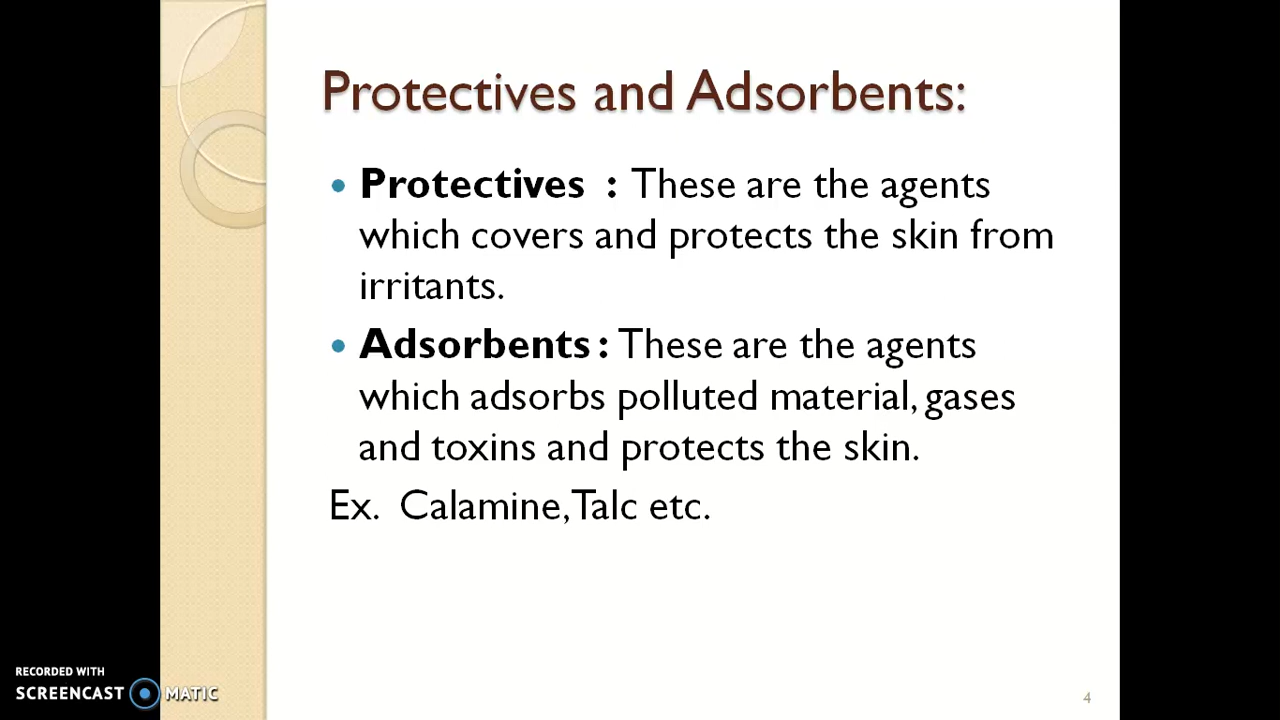 Protectives and Adsorbents:
• Protectives : These are the agents
which covers and protects the skin from
irritants.
• Adsorbents : These are the agents
which adsorbs polluted material, gases
and toxins and protects the skin.
Ex. Calamine, Talc etc.
RECORDED WITH
SCREENCAST MATIC
4